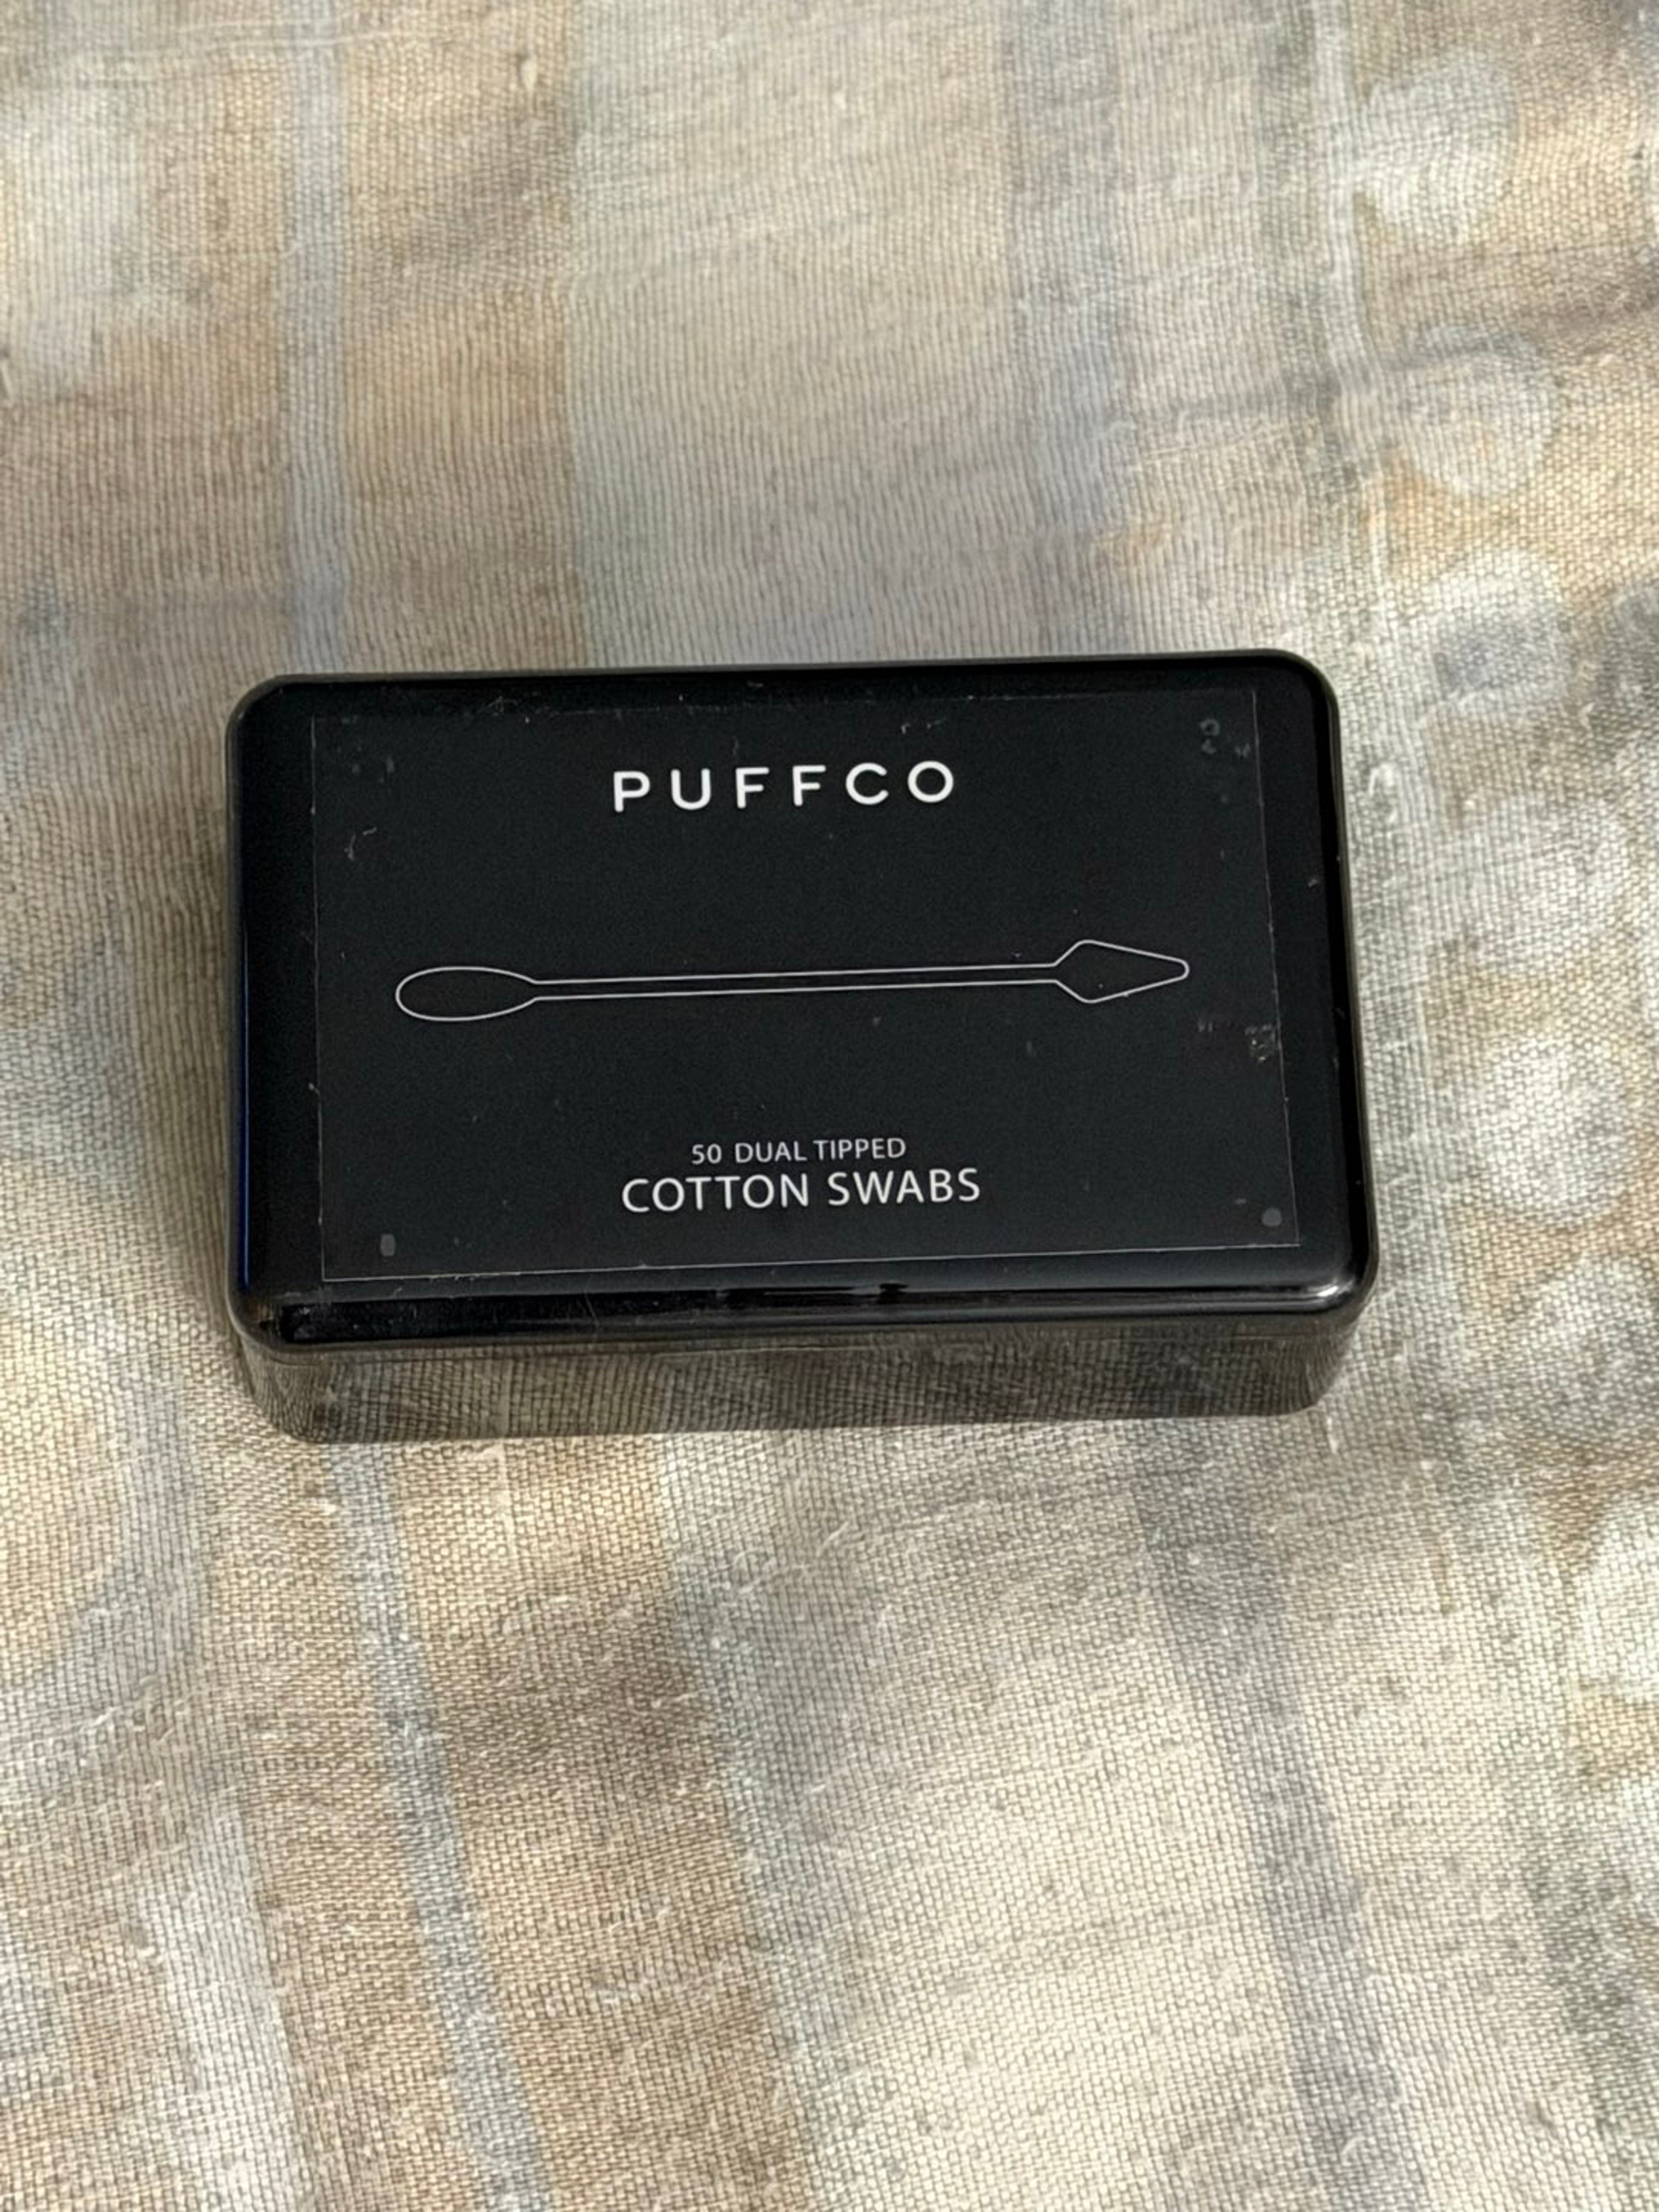 PUFFCO
50 DUAL TIPPED
COTTON SWABS